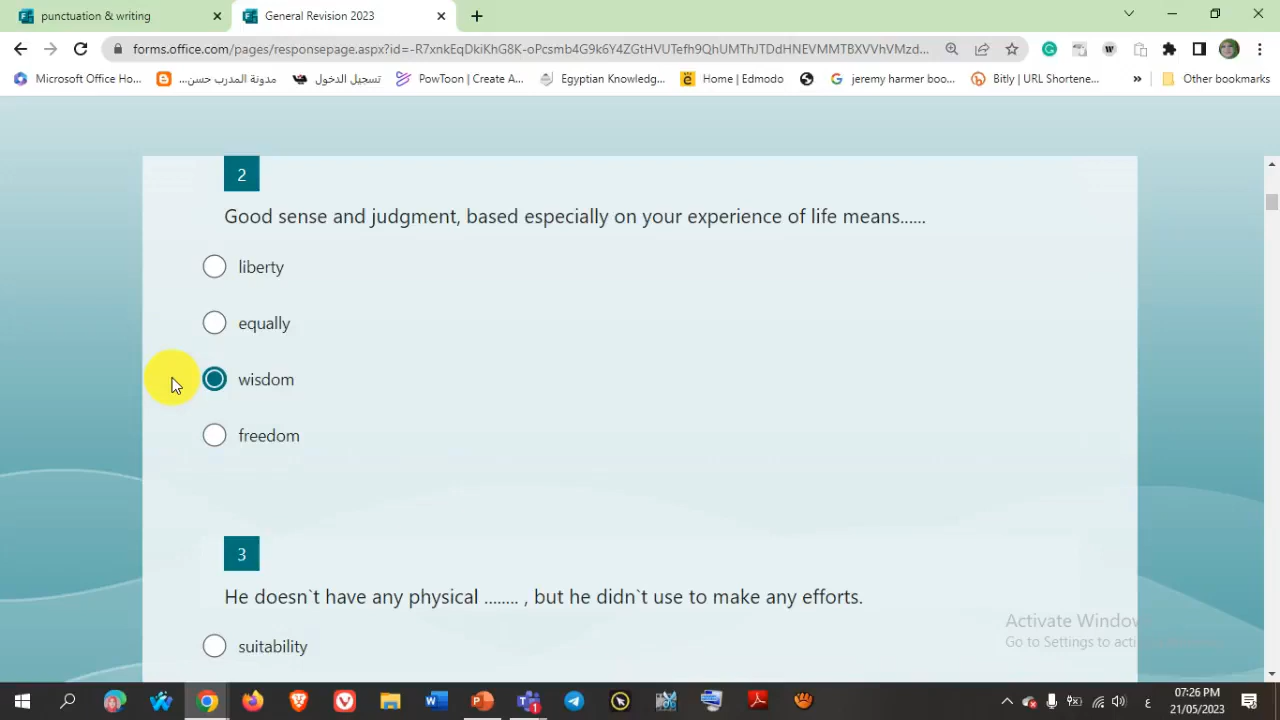 punctuation & writing
General Revision 2023
forms.office.com/pages/responsepage.aspx?id=-R7xnkEqDkiKhG8K-oPcsmb4G9k6Y4ZGtHVUTefh9QhUMThJTDdHNEVMMTBXVVhVMzd...
Microsoft Office Ho...
مدونة المدرب حسن...
تسجيل الدخول
PowToon | Create A...
Egyptian Knowledg...
Home | Edmodo
jeremy harmer boo...
Bitly | URL Shortene...
Other bookmarks
2
Good sense and judgment, based especially on your experience of life means......
liberty
equally
wisdom
freedom
3
He doesn`t have any physical ........ , but he didn`t use to make any efforts.
suitability
Activate Window
Go to Settings to acti
07:26 PM
21/05/2023